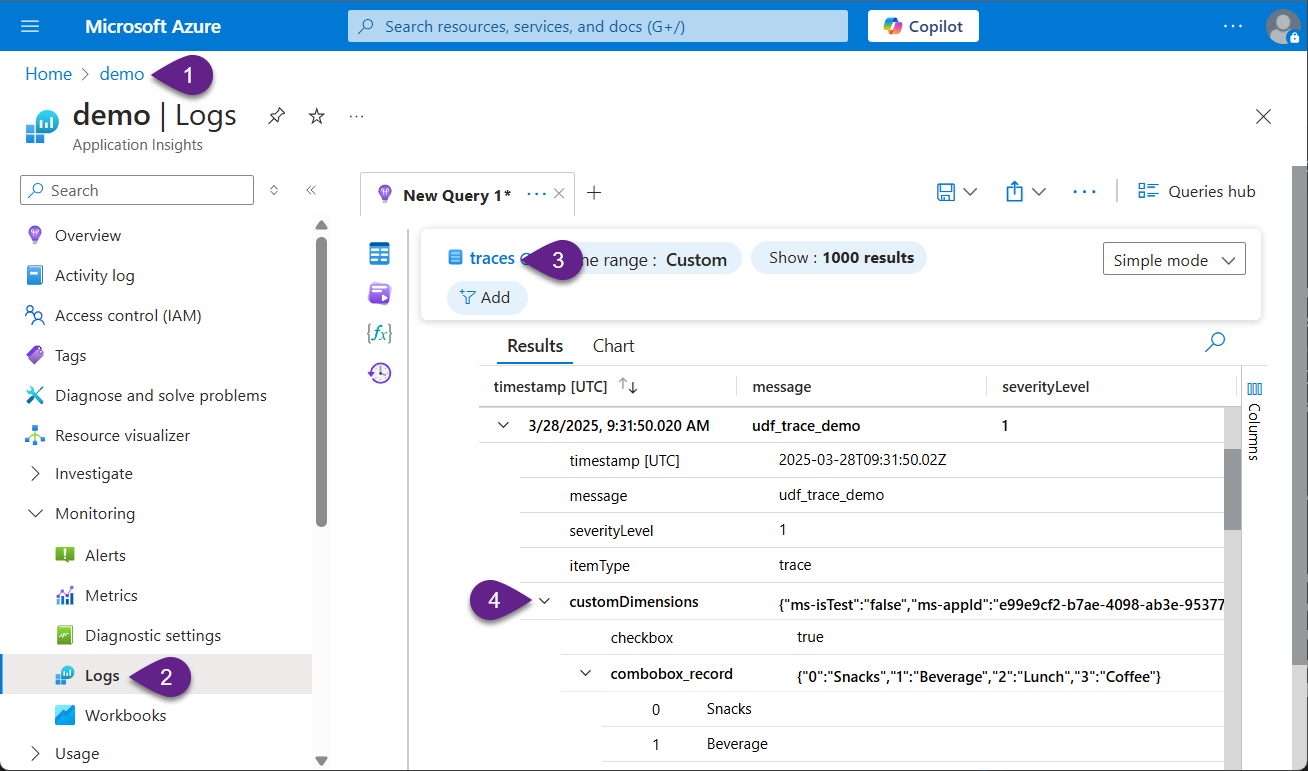 Microsoft Azure
Search resources, services, and docs (G+/)
Copilot
Home > demo
1
demo | Logs
Application Insights
Search
Overview
Activity log
Access control (IAM)
Tags
Diagnose and solve problems
Resource visualizer
Investigate
Monitoring
Alerts
Metrics
Diagnostic settings
Logs
2
Workbooks
Usage
New Query 1*
Queries hub
traces
3
range : Custom
Show : 1000 results
Simple mode
Add
Results
Chart
timestamp [UTC] message severityLevel
Columns
3/28/2025, 9:31:50.020 AM udf_trace_demo 1
timestamp [UTC] 2025-03-28T09:31:50.02Z
message udf_trace_demo
severityLevel 1
itemType trace
4
customDimensions {"ms-isTest":"false","ms-appId":"e99e9cf2-b7ae-4098-ab3e-95377
checkbox true
combobox_record {"0":"Snacks","1":"Beverage","2":"Lunch","3":"Coffee"}
0 Snacks
1 Beverage